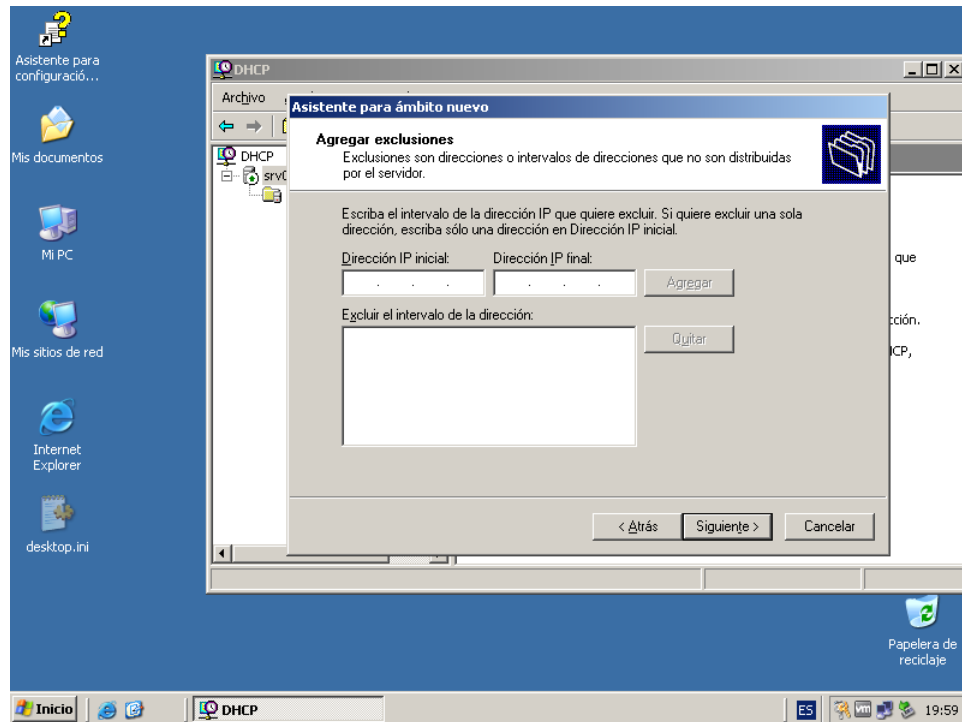 Asistente para
configuració...
Mis documentos
Mi PC
Mis sitios de red
Internet
Explorer
desktop.ini
DHCP
Archivo
DHCP
Asistente para ámbito nuevo
Agregar exclusiones
Exclusiones son direcciones o intervalos de direcciones que no son distribuidas
por el servidor.
Escriba el intervalo de la dirección IP que quiere excluir. Si quiere excluir una sola
dirección, escriba sólo una dirección en Dirección IP inicial.
Dirección IP inicial: Dirección IP final:
Agregar
Excluir el intervalo de la dirección:
Quitar
< Atrás Siguiente > Cancelar
que
Papelera de
reciclaje
Inicio DHCP ES 19:59